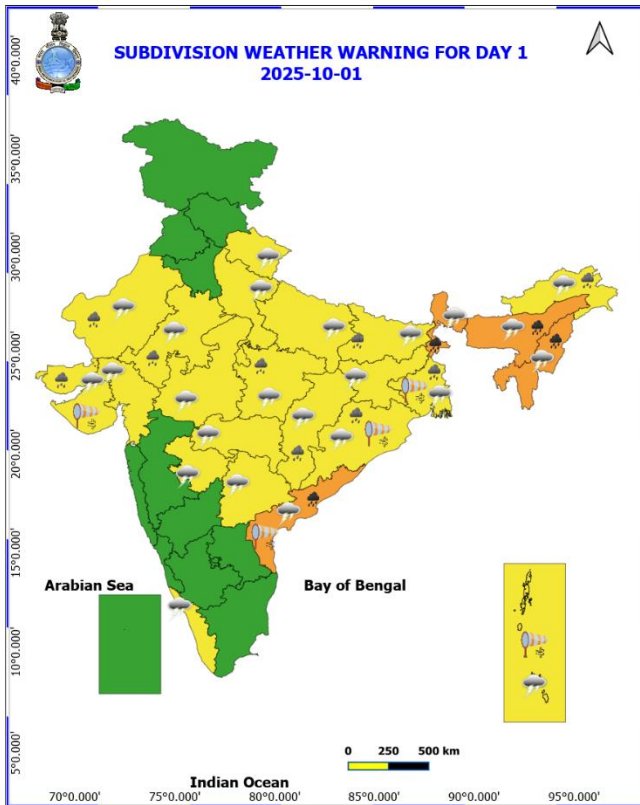 SUBDIVISION WEATHER WARNING FOR DAY 1
2025-10-01
40°0.000'
35°0.000'
30°0.000'
25°0.000'
20°0.000'
15°0.000'
10°0.000'
5°0.000'
Arabian Sea
Bay of Bengal
0 250 500 km
Indian Ocean
70°0.000' 75°0.000' 80°0.000' 85°0.000' 90°0.000' 95°0.000'